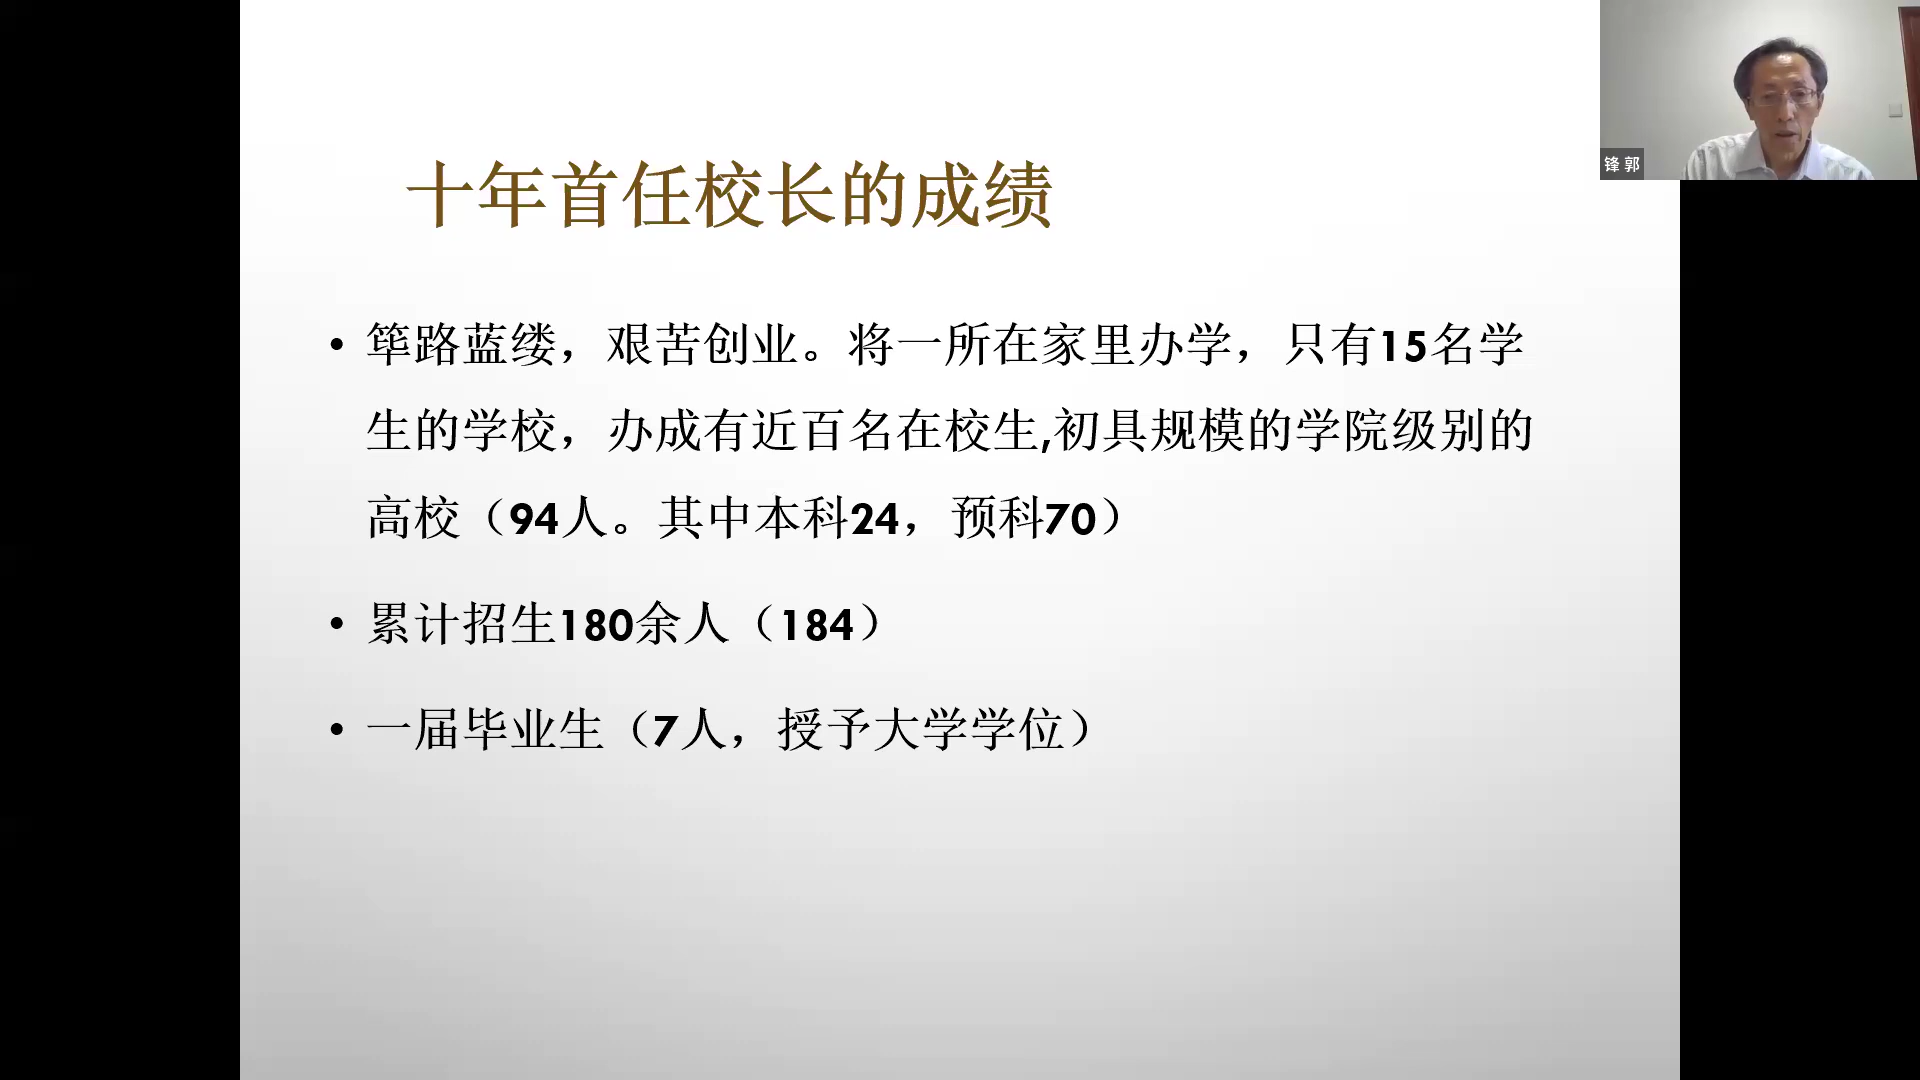 十年首任校长的成绩
• 筚路蓝缕，艰苦创业。将一所在家里办学，只有15名学
生的学校，办成有近百名在校生,初具规模的学院级别的
高校（94人。其中本科24，预科70）
• 累计招生180余人（184）
• 一届毕业生（7人，授予大学学位）
锋 郭